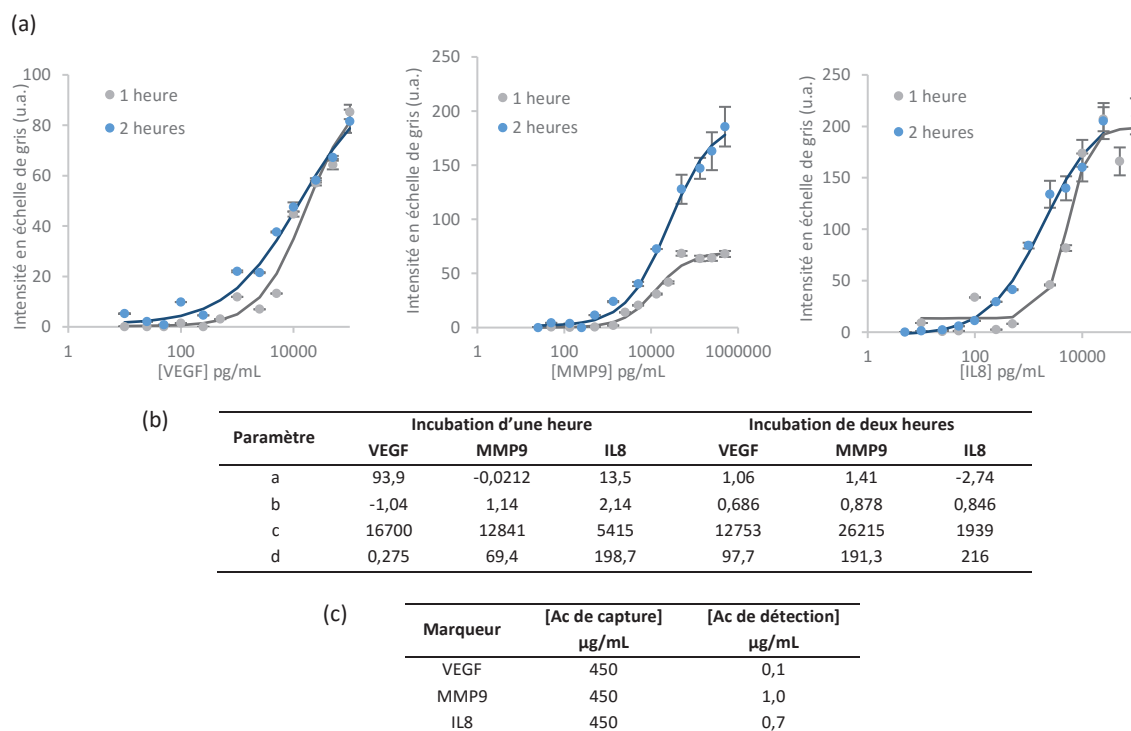 (a)
100
80
60
40
20
0
1
100
10000
Intensité en échelle de gris (u.a.)
1 heure
2 heures
[VEGF] pg/mL
250
200
150
100
50
0
1
100
10000
1000000
Intensité en échelle de gris (u.a.)
1 heure
2 heures
[MMP9] pg/mL
250
200
150
100
50
0
1
100
10000
Intensité en échelle de gris (u.a.)
1 heure
2 heures
[IL8] pg/mL
(b)
Paramètre Incubation d'une heure Incubation de deux heures
VEGF MMP9 IL8 VEGF MMP9 IL8
a 93,9 -0,0212 13,5 1,06 1,41 -2,74
b -1,04 1,14 2,14 0,686 0,878 0,846
c 16700 12841 5415 12753 26215 1939
d 0,275 69,4 198,7 97,7 191,3 216
(c)
Marqueur [Ac de capture] [Ac de détection]
µg/mL µg/mL
VEGF 450 0,1
MMP9 450 1,0
IL8 450 0,7